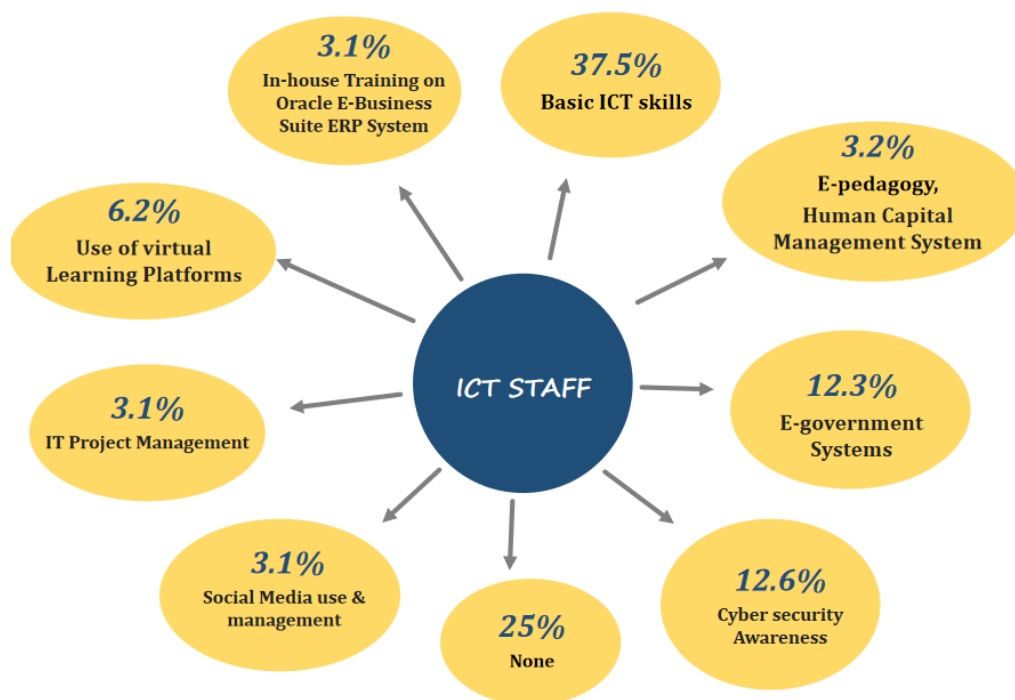 3.1%
In-house Training on
Oracle E-Business
Suite ERP System
37.5%
Basic ICT skills
3.2%
E-pedagogy,
Human Capital
Management System
6.2%
Use of virtual
Learning Platforms
ICT STAFF
12.3%
E-government
Systems
3.1%
IT Project Management
3.1%
Social Media use &
management
25%
None
12.6%
Cyber security
Awareness